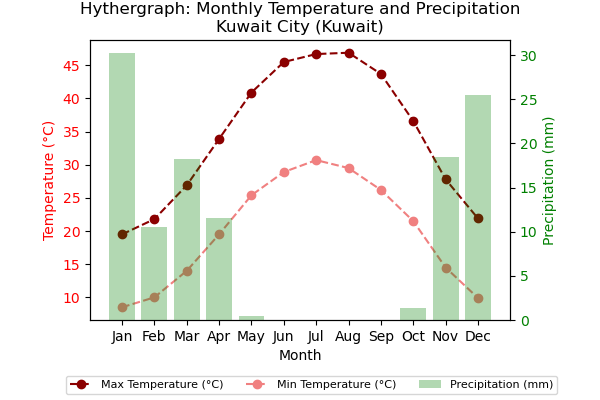 Hythergraph: Monthly Temperature and Precipitation
Kuwait City (Kuwait)
45
40
35
30
25
20
15
10
Temperature (°C)
30
25
20
15
10
5
0
Precipitation (mm)
Jan Feb Mar Apr May Jun Jul Aug Sep Oct Nov Dec
Month
Max Temperature (°C) Min Temperature (°C) Precipitation (mm)